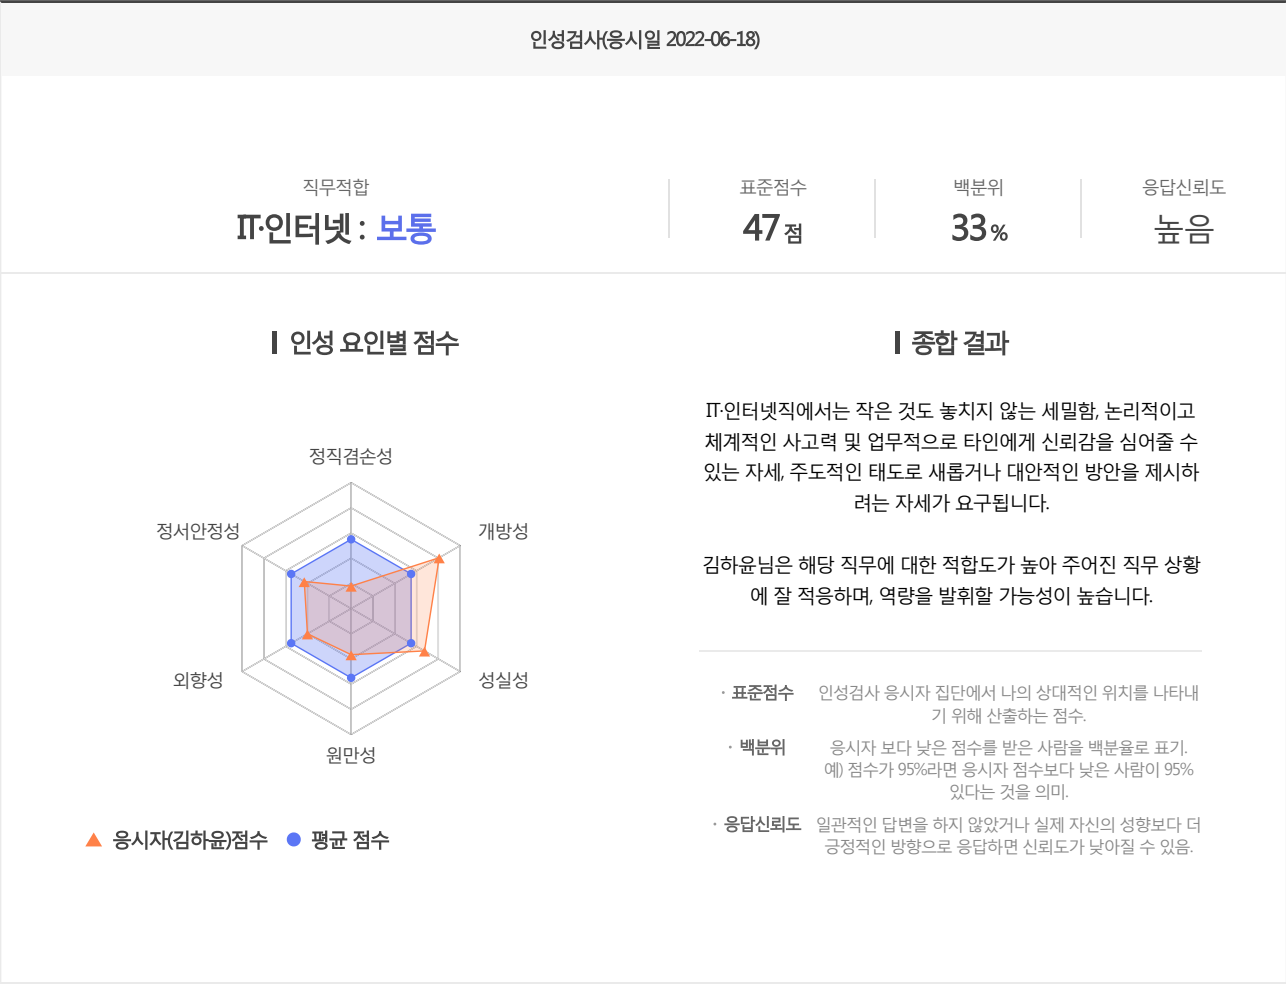 인성검사(응시일 2022-06-18)
직무적합
IT·인터넷 : 보통
표준점수
47 점
백분위
33 %
응답신뢰도
높음
인성 요인별 점수
정직겸손성
정서안정성
개방성
외향성
성실성
원만성
응시자(김하윤)점수
평균 점수
종합 결과
IT·인터넷직에서는 작은 것도 놓치지 않는 세밀함, 논리적이고
체계적인 사고력 및 업무적으로 타인에게 신뢰감을 심어줄 수
있는 자세, 주도적인 태도로 새롭거나 대안적인 방안을 제시하
려는 자세가 요구됩니다.
김하윤님은 해당 직무에 대한 적합도가 높아 주어진 직무 상황
에 잘 적응하며, 역량을 발휘할 가능성이 높습니다.
· 표준점수 인성검사 응시자 집단에서 나의 상대적인 위치를 나타내
기 위해 산출하는 점수.
· 백분위 응시자 보다 낮은 점수를 받은 사람을 백분율로 표기.
예) 점수가 95%라면 응시자 점수보다 낮은 사람이 95%
있다는 것을 의미.
· 응답신뢰도 일관적인 답변을 하지 않았거나 실제 자신의 성향보다 더
긍정적인 방향으로 응답하면 신뢰도가 낮아질 수 있음.